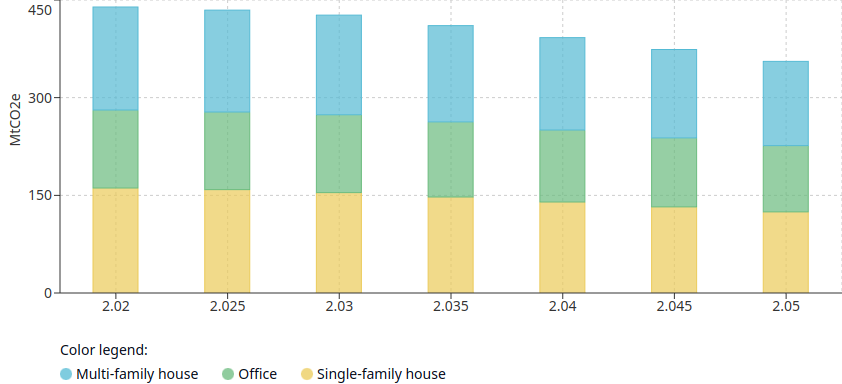 450
300
150
0
MtCO2e
2.02 2.025 2.03 2.035 2.04 2.045 2.05
Color legend:
Multi-family house Office Single-family house